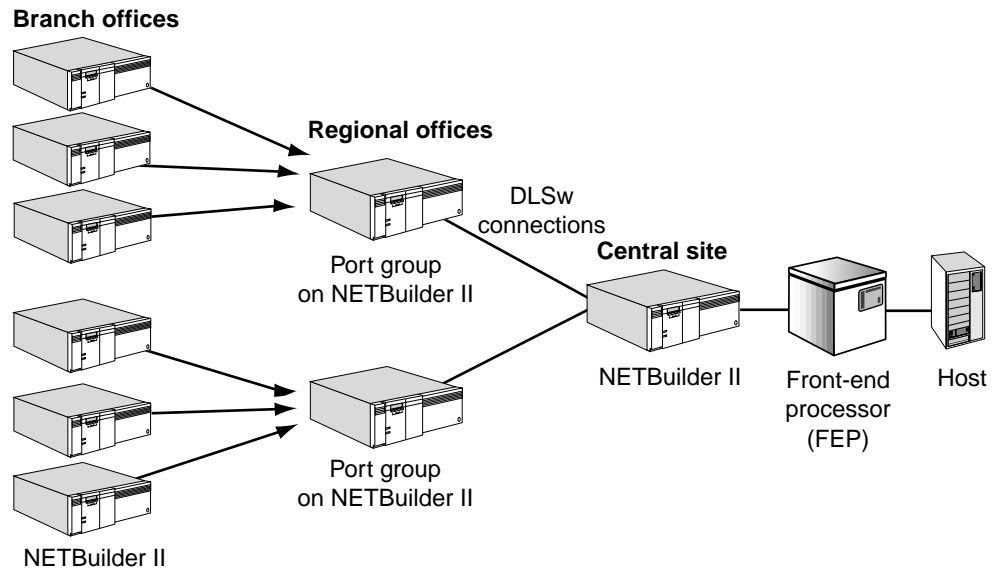 Branch offices
Regional offices
DLSw
connections
Port group
on NETBuilder II
Central site
NETBuilder II
Front-end
processor
(FEP)
Host
Port group
on NETBuilder II
NETBuilder II